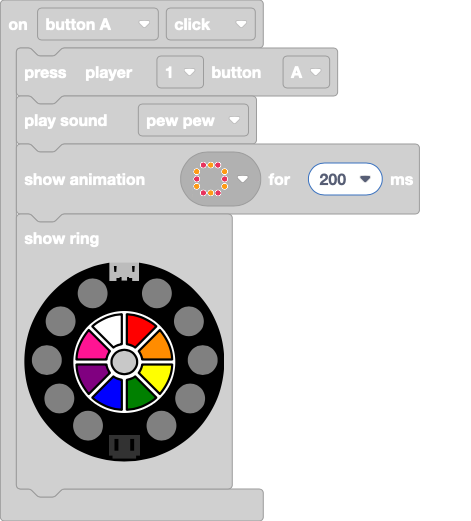 on button A click
press player 1 button A
play sound pew pew
show animation for 200 ms
show ring